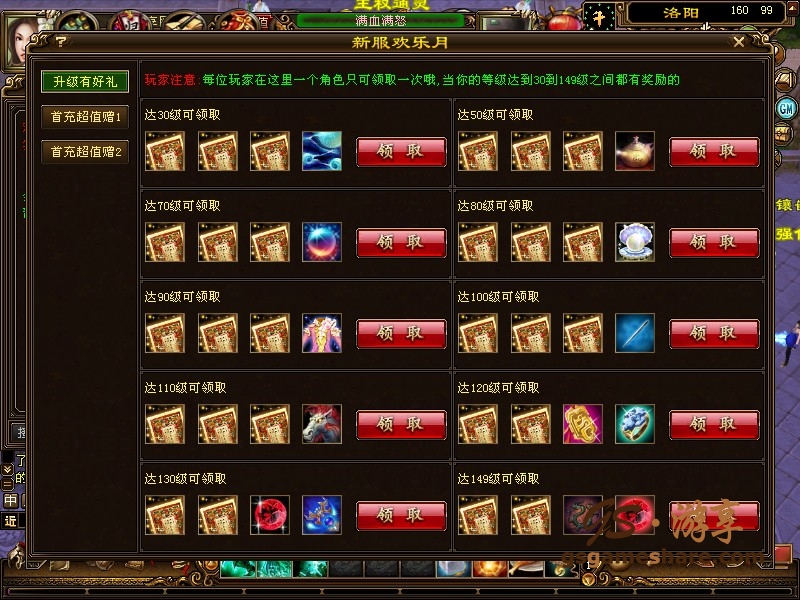 满血满怒
洛阳
160 99
?
新服欢乐月
升级有好礼
首充超值赠1
首充超值赠2
玩家注意:每位玩家在这里一个角色只可领取一次哦,当你的等级达到30到149级之间都有奖励的
达30级可领取
领 取
达50级可领取
领 取
达70级可领取
领 取
达80级可领取
领 取
达90级可领取
领 取
达100级可领取
领 取
达110级可领取
领 取
达120级可领取
领 取
达130级可领取
领 取
达149级可领取
GM
近
游享
gsgameshare.com